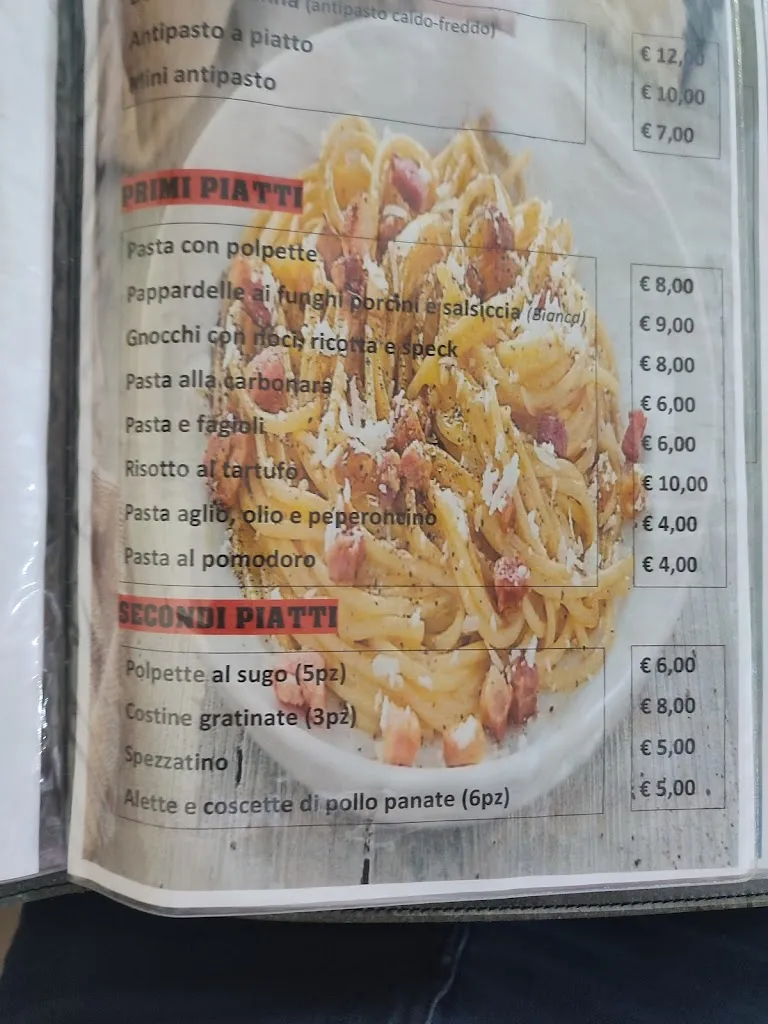 (antipasto caldo-freddo)
€ 12,00
Antipasto a piatto
€ 10,00
Mini antipasto
€ 7,00
PRIMI PIATTI
Pasta con polpette
€ 8,00
Pappardelle ai funghi porcini e salsiccia (Bianca)
€ 9,00
Gnocchi con noci, ricotta e speck
€ 8,00
Pasta alla carbonara
€ 6,00
Pasta e fagioli
€ 6,00
Risotto al tartufo
€ 10,00
Pasta aglio, olio e peperoncino
€ 4,00
Pasta al pomodoro
€ 4,00
SECONDI PIATTI
Polpette al sugo (5pz)
€ 6,00
Costine gratinate (3pz)
€ 8,00
Spezzatino
€ 5,00
Alette e coscette di pollo panate (6pz)
€ 5,00